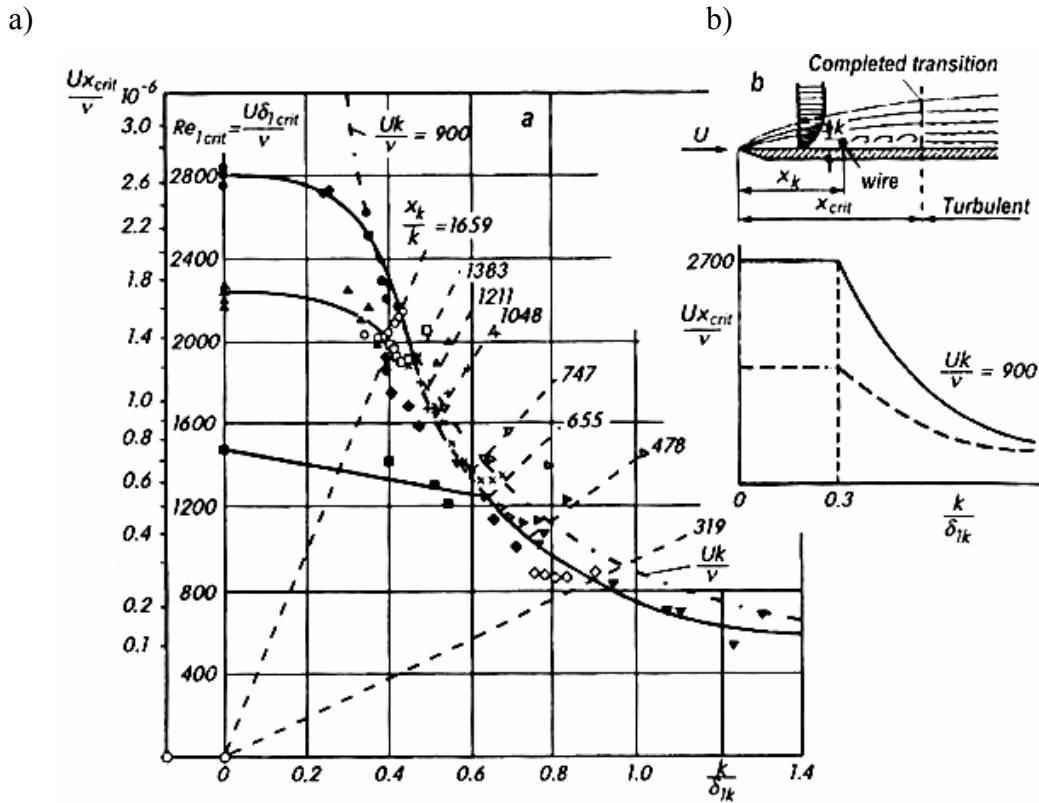 a)
b)
Ux_crit/ν 10^-6
3.0
2.6
2.2
1.8
1.4
1.0
0.8
0.6
0.4
0.2
0.1
Re_1crit = Uδ_1crit/ν
2800
2400
2000
1600
1200
800
400
0
a
Uk/ν = 900
x_k/k = 1659
1383
1211
1048
747
655
478
319
Uk/ν
0
0.2
0.4
0.6
0.8
1.0
k/δ_1k
1.4
Completed transition
b
k
U
wire
x_k
x_crit
Turbulent
2700
Ux_crit/ν
Uk/ν = 900
0
0.3
k/δ_1k